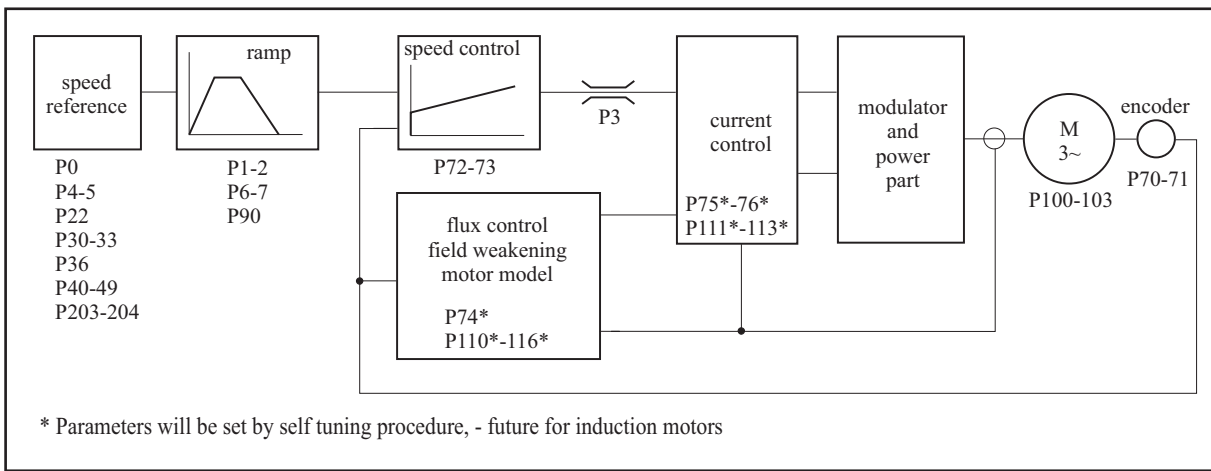 speed
reference
P0
P4-5
P22
P30-33
P36
P40-49
P203-204
ramp
P1-2
P6-7
P90
speed control
P72-73
P3
current
control
P75*-76*
P111*-113*
modulator
and
power
part
M
3~
P100-103
encoder
P70-71
flux control
field weakening
motor model
P74*
P110*-116*
* Parameters will be set by self tuning procedure, - future for induction motors